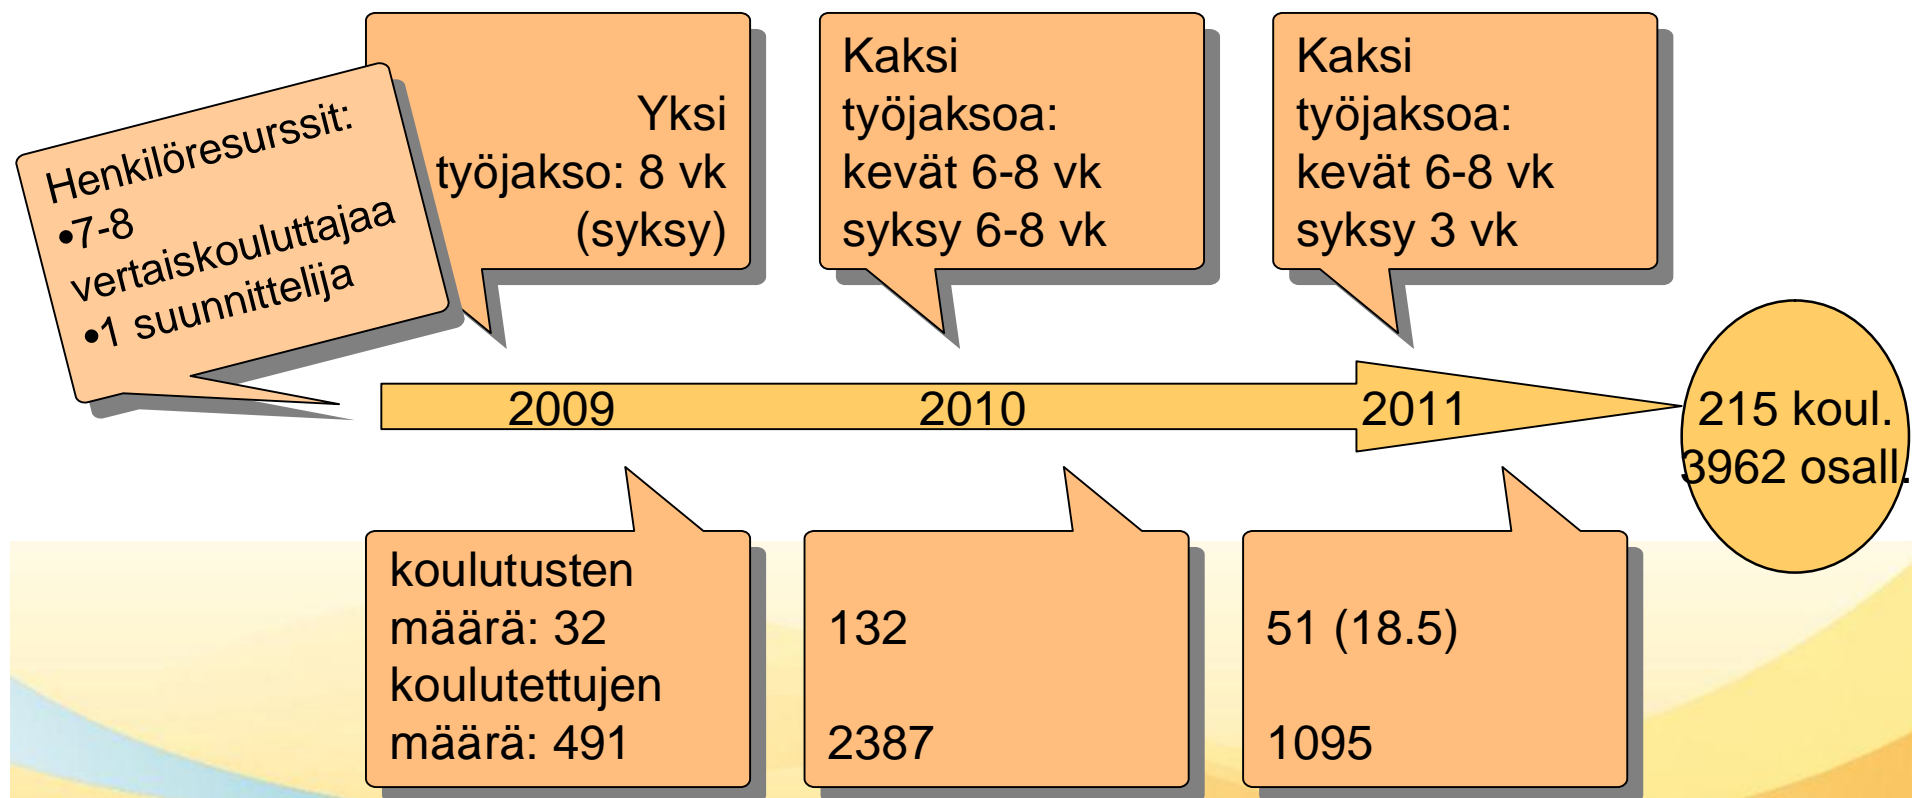 Henkilöresurssit:
•7-8
vertaiskouluttajaa
•1 suunnittelija
Yksi
työjakso: 8 vk
(syksy)
Kaksi
työjaksoa:
kevät 6-8 vk
syksy 6-8 vk
Kaksi
työjaksoa:
kevät 6-8 vk
syksy 3 vk
2009
2010
2011
215 koul.
3962 osall.
koulutusten
määrä: 32
koulutettujen
määrä: 491
132
2387
51 (18.5)
1095